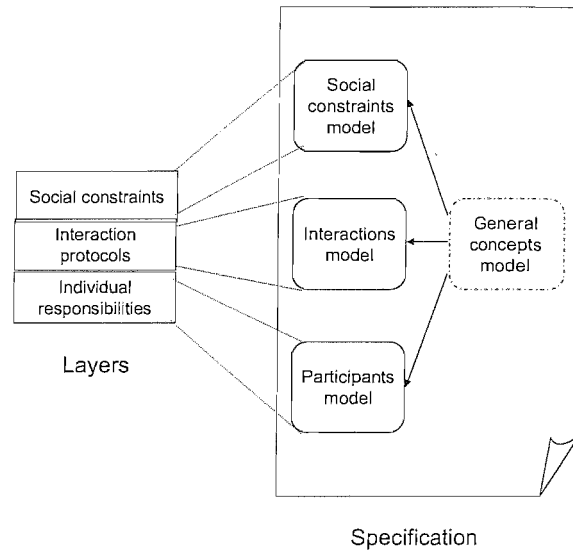 Social constraints
Interaction
protocols
Individual
responsibilities
Layers
Social
constraints
model
Interactions
model
Participants
model
General
concepts
model
Specification